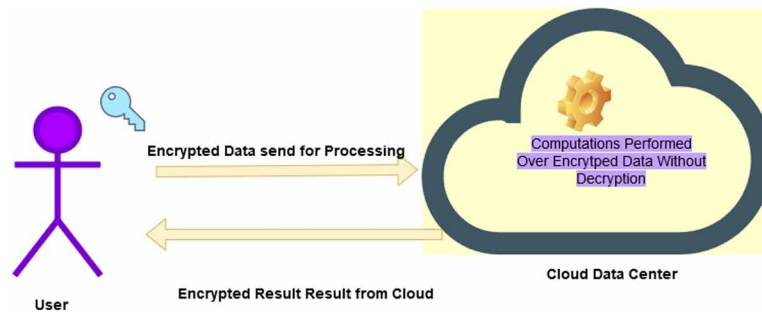 Encrypted Data send for Processing
Computations Performed
Over Encrytped Data Without
Decryption
Cloud Data Center
Encrypted Result Result from Cloud
User